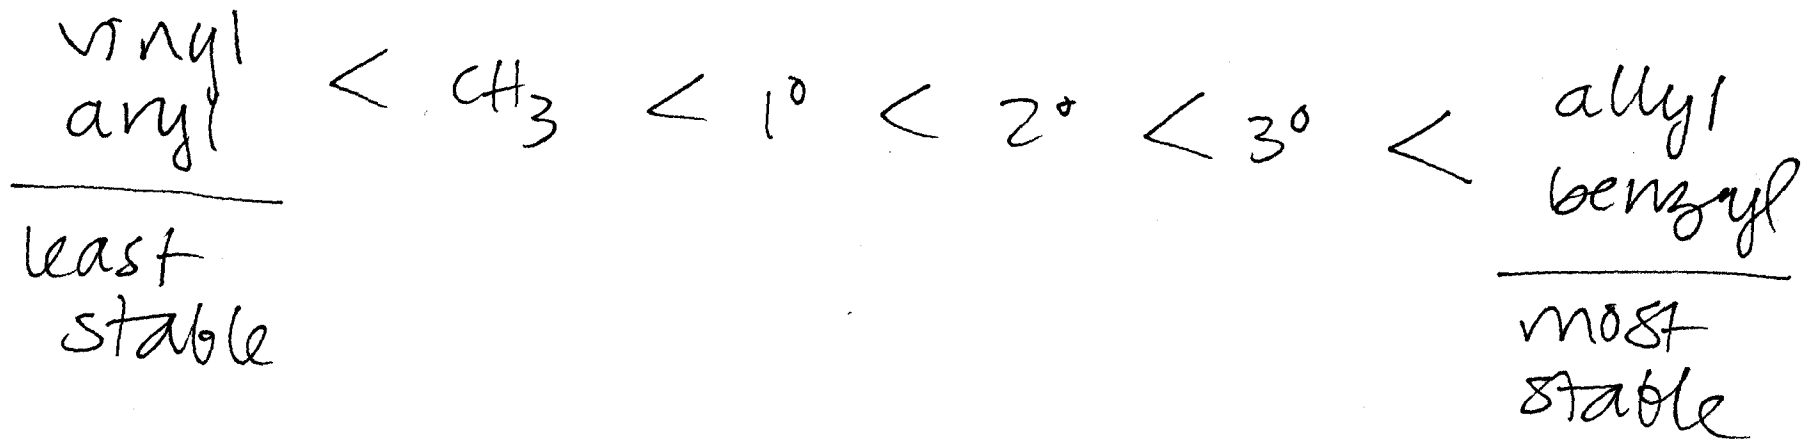 vinyl
aryl < CH3 < 1° < 2° < 3° < allyl
benzyl
least
stable
most
stable